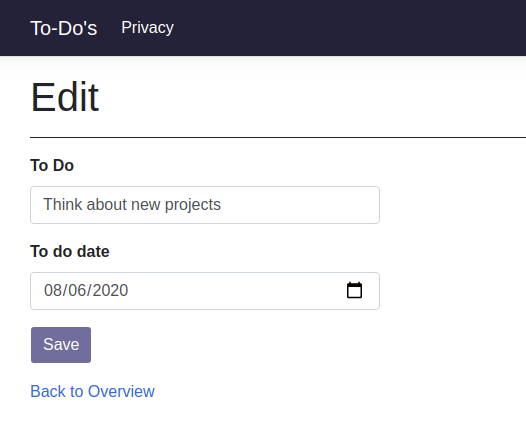 To-Do's Privacy
Edit
To Do
Think about new projects
To do date
08/06/2020
Save
Back to Overview